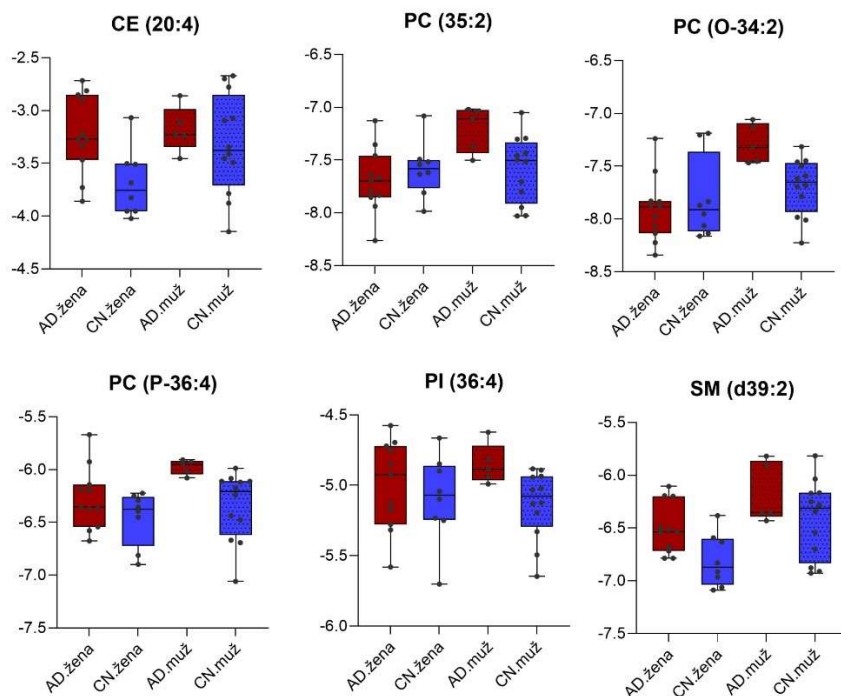 CE (20:4)
-2.5
-3.0
-3.5
-4.0
-4.5
AD.žena
CN.žena
AD.muž
CN.muž
PC (35:2)
-6.5
-7.0
-7.5
-8.0
-8.5
AD.žena
CN.žena
AD.muž
CN.muž
PC (O-34:2)
-6.5
-7.0
-7.5
-8.0
-8.5
AD.žena
CN.žena
AD.muž
CN.muž
PC (P-36:4)
-5.5
-6.0
-6.5
-7.0
-7.5
AD.žena
CN.žena
AD.muž
CN.muž
PI (36:4)
-4.5
-5.0
-5.5
-6.0
AD.žena
CN.žena
AD.muž
CN.muž
SM (d39:2)
-5.5
-6.0
-6.5
-7.0
-7.5
AD.žena
CN.žena
AD.muž
CN.muž